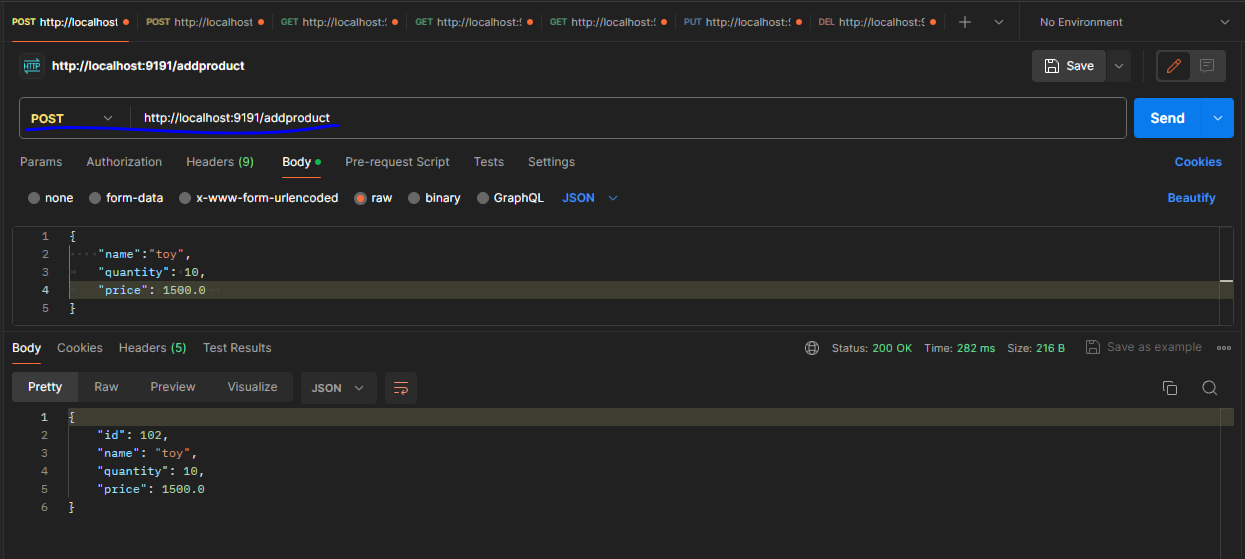 POST http://localhost POST http://localhost: GET http://localhost:9 GET http://localhost:9 GET http://localhost:9 PUT http://localhost:9 DEL http://localhost:9 No Environment
HTTP http://localhost:9191/addproduct Save
POST http://localhost:9191/addproduct Send
Params Authorization Headers (9) Body Pre-request Script Tests Settings Cookies
none form-data x-www-form-urlencoded raw binary GraphQL JSON Beautify
1 {
2 "name":"toy",
3 "quantity": 10,
4 "price": 1500.0
5 }
Body Cookies Headers (5) Test Results Status: 200 OK Time: 282 ms Size: 216 B Save as example
Pretty Raw Preview Visualize JSON
1 {
2 "id": 102,
3 "name": "toy",
4 "quantity": 10,
5 "price": 1500.0
6 }